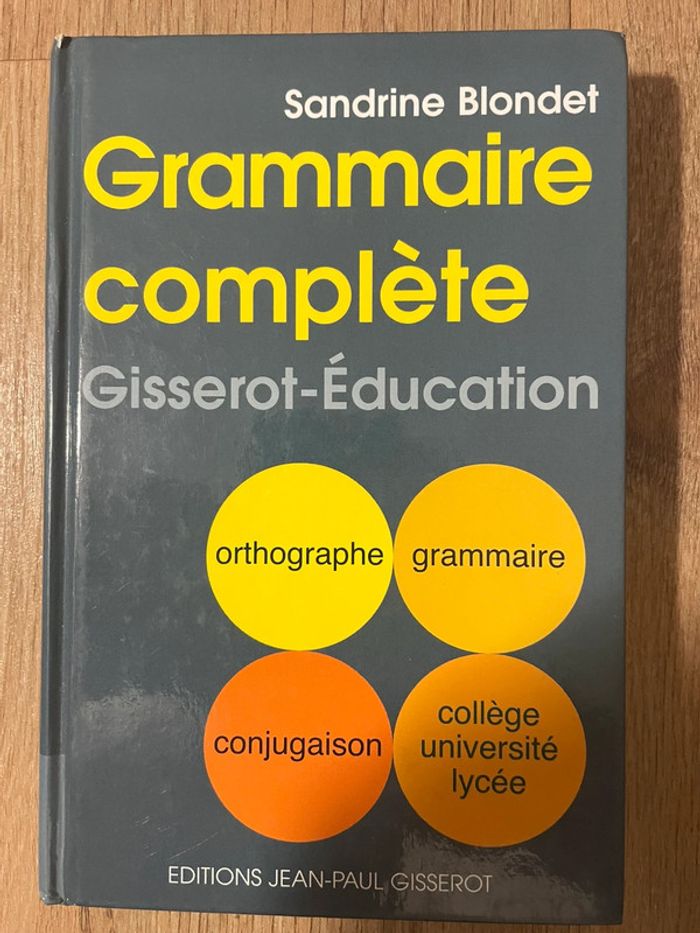 Sandrine Blondet
Grammaire
complète
Gisserot-Éducation
orthographe
grammaire
conjugaison
collège
université
lycée
EDITIONS JEAN-PAUL GISSEROT